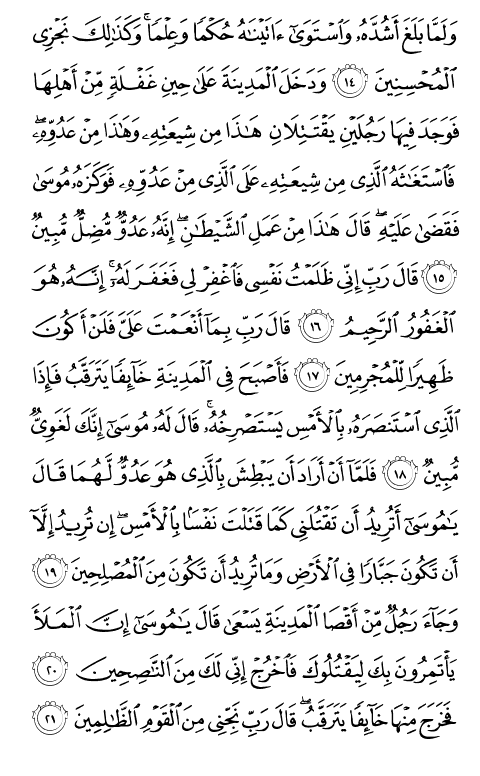 وَلَمَّا بَلَغَ أَشُدَّهُۥ وَٱسْتَوَىٰٓ ءَاتَيْنَٰهُ حُكْمًا وَعِلْمًا ۚ وَكَذَٰلِكَ نَجْزِى
ٱلْمُحْسِنِينَ ١٤ وَدَخَلَ ٱلْمَدِينَةَ عَلَىٰ حِينِ غَفْلَةٍ مِّنْ أَهْلِهَا
فَوَجَدَ فِيهَا رَجُلَيْنِ يَقْتَتِلَانِ هَٰذَا مِن شِيعَتِهِۦ وَهَٰذَا مِنْ عَدُوِّهِۦ ۖ
فَٱسْتَغَٰثَهُ ٱلَّذِى مِن شِيعَتِهِۦ عَلَى ٱلَّذِى مِنْ عَدُوِّهِۦ فَوَكَزَهُۥ مُوسَىٰ
فَقَضَىٰ عَلَيْهِ ۖ قَالَ هَٰذَا مِنْ عَمَلِ ٱلشَّيْطَٰنِ ۖ إِنَّهُۥ عَدُوٌّ مُّضِلٌّ مُّبِينٌ
١٥ قَالَ رَبِّ إِنِّى ظَلَمْتُ نَفْسِى فَٱغْفِرْ لِى فَغَفَرَ لَهُۥٓ ۚ إِنَّهُۥ هُوَ
ٱلْغَفُورُ ٱلرَّحِيمُ ١٦ قَالَ رَبِّ بِمَآ أَنْعَمْتَ عَلَىَّ فَلَنْ أَكُونَ
ظَهِيرًا لِّلْمُجْرِمِينَ ١٧ فَأَصْبَحَ فِى ٱلْمَدِينَةِ خَآئِفًا يَتَرَقَّبُ فَإِذَا
ٱلَّذِى ٱسْتَنصَرَهُۥ بِٱلْأَمْسِ يَسْتَصْرِخُهُۥ ۚ قَالَ لَهُۥ مُوسَىٰٓ إِنَّكَ لَغَوِىٌّ
مُّبِينٌ ١٨ فَلَمَّآ أَنْ أَرَادَ أَن يَبْطِشَ بِٱلَّذِى هُوَ عَدُوٌّ لَّهُمَا قَالَ
يَٰمُوسَىٰٓ أَتُرِيدُ أَن تَقْتُلَنِى كَمَا قَتَلْتَ نَفْسًۢا بِٱلْأَمْسِ ۖ إِن تُرِيدُ إِلَّآ
أَن تَكُونَ جَبَّارًا فِى ٱلْأَرْضِ وَمَا تُرِيدُ أَن تَكُونَ مِنَ ٱلْمُصْلِحِينَ ١٩
وَجَآءَ رَجُلٌ مِّنْ أَقْصَا ٱلْمَدِينَةِ يَسْعَىٰ قَالَ يَٰمُوسَىٰٓ إِنَّ ٱلْمَلَأَ
يَأْتَمِرُونَ بِكَ لِيَقْتُلُوكَ فَٱخْرُجْ إِنِّى لَكَ مِنَ ٱلنَّٰصِحِينَ ٢٠
فَخَرَجَ مِنْهَا خَآئِفًا يَتَرَقَّبُ ۖ قَالَ رَبِّ نَجِّنِى مِنَ ٱلْقَوْمِ ٱلظَّٰلِمِينَ ٢١